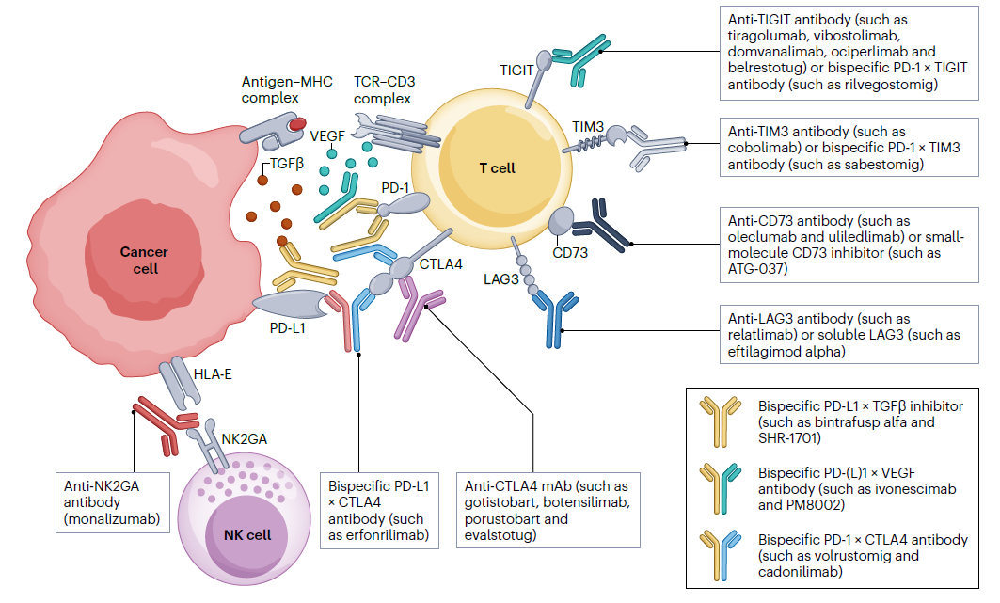 Anti-TIGIT antibody (such as
tiragolumab, vibostolimab,
domvanalimab, ociperlimab and
belrestotug) or bispecific PD-1 × TIGIT
antibody (such as rilvegostomig)
TIGIT
Antigen–MHC
complex
TCR–CD3
complex
VEGF
TGFβ
TIM3
Anti-TIM3 antibody (such as
cobolimab) or bispecific PD-1 × TIM3
antibody (such as sabestomig)
T cell
PD-1
Anti-CD73 antibody (such as
oleclumab and uliledlimab) or small-
molecule CD73 inhibitor (such as
ATG-037)
CD73
Cancer
cell
CTLA4
LAG3
PD-L1
Anti-LAG3 antibody (such as
relatlimab) or soluble LAG3 (such as
eftilagimod alpha)
HLA-E
NK2GA
NK cell
Anti-NK2GA
antibody
(monalizumab)
Bispecific PD-L1
× CTLA4
antibody (such
as erfonrilimab)
Anti-CTLA4 mAb (such as
gotistobart, botensilimab,
porustobart and
evalstotug)
Bispecific PD-L1 × TGFβ inhibitor
(such as bintrafusp alfa and
SHR-1701)
Bispecific PD-(L)1 × VEGF
antibody (such as ivonescimab
and PM8002)
Bispecific PD-1 × CTLA4 antibody
(such as volrustomig and
cadonilimab)